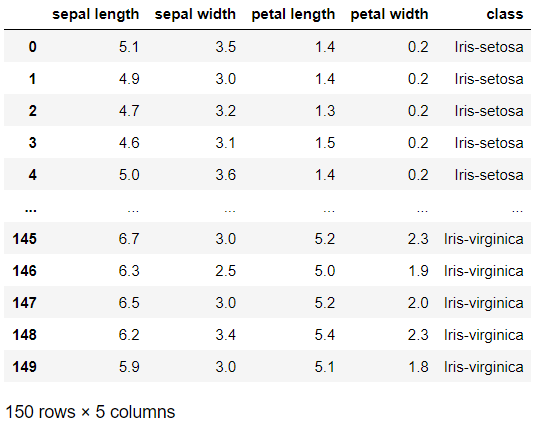 sepal length sepal width petal length petal width class
0 5.1 3.5 1.4 0.2 Iris-setosa
1 4.9 3.0 1.4 0.2 Iris-setosa
2 4.7 3.2 1.3 0.2 Iris-setosa
3 4.6 3.1 1.5 0.2 Iris-setosa
4 5.0 3.6 1.4 0.2 Iris-setosa
... ... ... ... ... ...
145 6.7 3.0 5.2 2.3 Iris-virginica
146 6.3 2.5 5.0 1.9 Iris-virginica
147 6.5 3.0 5.2 2.0 Iris-virginica
148 6.2 3.4 5.4 2.3 Iris-virginica
149 5.9 3.0 5.1 1.8 Iris-virginica
150 rows × 5 columns